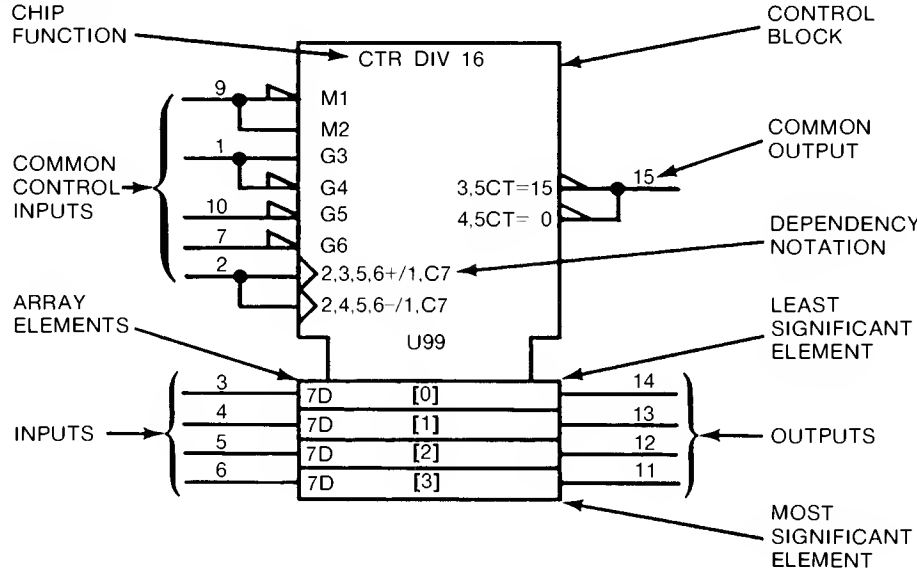 CHIP
FUNCTION
CTR DIV 16
CONTROL
BLOCK
9
M1
M2
1
G3
G4
10
G5
7
G6
2
2,3,5,6+/1,C7
2,4,5,6−/1,C7
COMMON
CONTROL
INPUTS
3,5CT=15
4,5CT= 0
15
COMMON
OUTPUT
DEPENDENCY
NOTATION
U99
ARRAY
ELEMENTS
LEAST
SIGNIFICANT
ELEMENT
INPUTS
3 7D [0] 14
4 7D [1] 13
5 7D [2] 12
6 7D [3] 11
OUTPUTS
MOST
SIGNIFICANT
ELEMENT